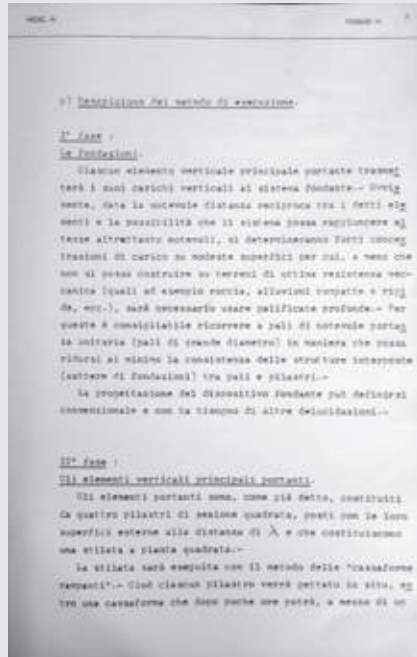 c) Descrizione del metodo di esecuzione.
I° fase :
Le fondazioni.
Ciascun elemento verticale principale portante trasmet
terà i suoi carichi verticali al sistema fondante.- Ovvia
mente, data la notevole distanza reciproca tra i detti ele
menti e la possibilità che il sistema possa raggiungere al
tezze altrettanto notevoli, si determineranno forti concen
trazioni di carico su modeste superfici per cui, a meno che
non si possa costruire su terreni di ottima resistenza mec-
canica (quali ad esempio roccia, alluvioni compatte e rigi
de, ecc.), sarà necessario usare palificate profonde.- Per
questo è consigliabile ricorrere a pali di notevole portan
za unitaria (pali di grande diametro) in maniera che possa
ridursi al minimo la consistenza delle strutture interposte
(zattere di fondazioni) tra pali e pilastri.-
La progettazione del dispositivo fondante può definirsi
convenzionale e non ha bisogno di altre delucidazioni.-
II° fase :
Gli elementi verticali principali portanti.
Gli elementi portanti sono, come già detto, costituiti
da quattro pilastri di sezione quadrata, posti con le loro
superfici esterne alla distanza di λ e che costituiscono
una stilata a pianta quadrata.-
La stilata sarà eseguita con il metodo delle "casseforme
rampanti".- Cioè ciascun pilastro verrà gettato in situ, en
tro una cassaforma che dopo poche ore potrà, a mezzo di un